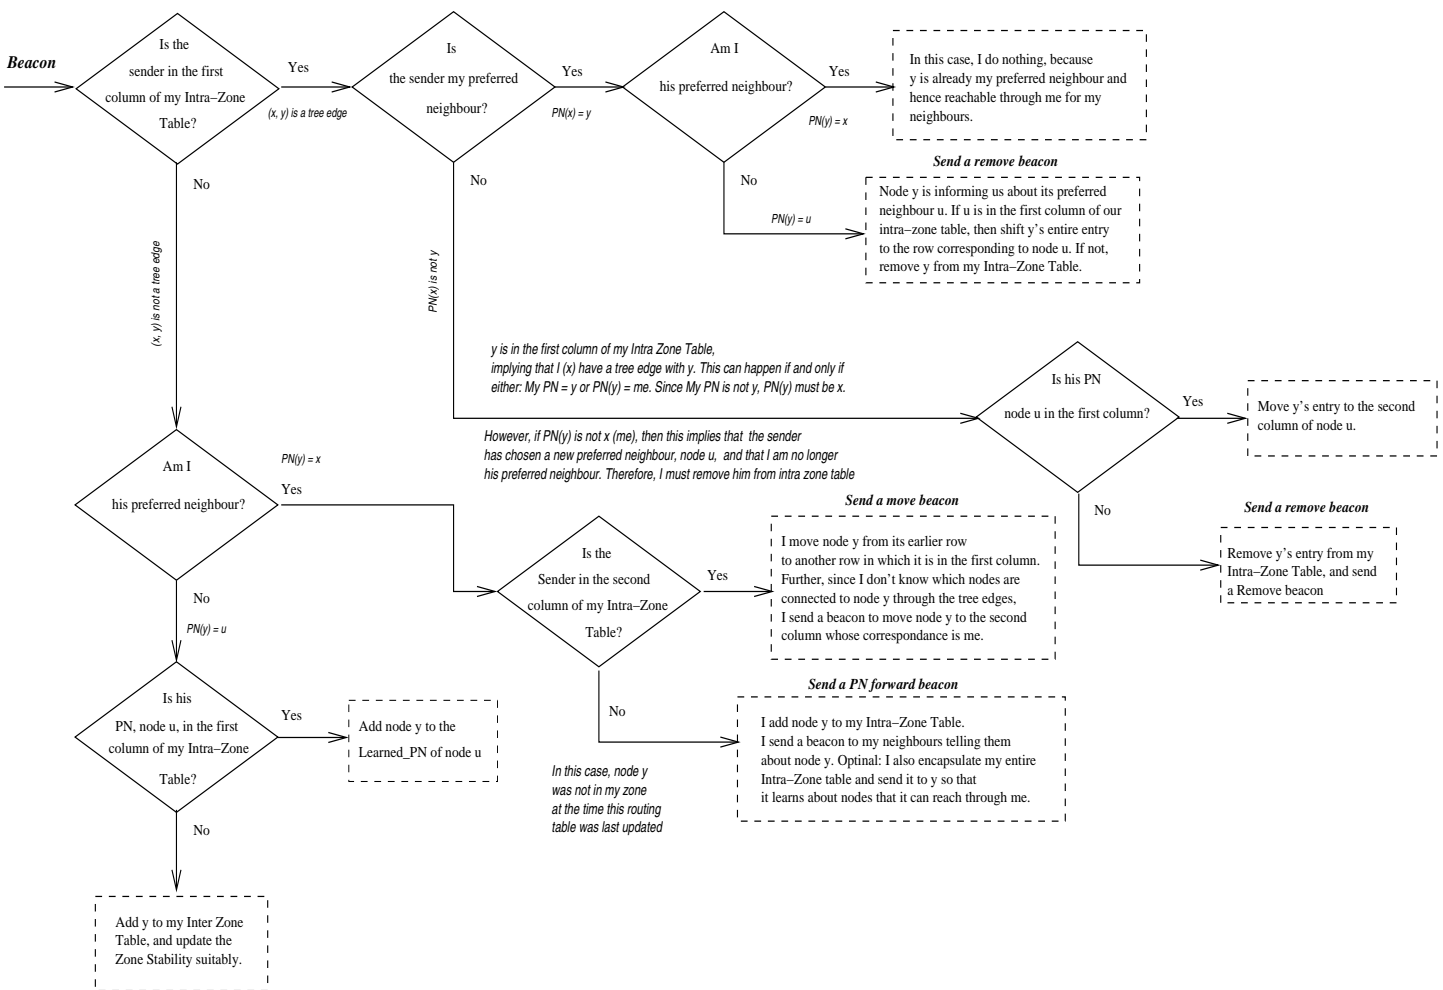 Beacon
Is the
sender in the first
column of my Intra–Zone
Table?
Yes
(x, y) is a tree edge
No
(x, y) is not a tree edge
Is
the sender my preferred
neighbour?
Yes
PN(x) = y
No
PN(x) is not y
Am I
his preferred neighbour?
Yes
PN(y) = x
No
PN(y) = u
In this case, I do nothing, because
y is already my preferred neighbour and
hence reachable through me for my
neighbours.
Send a remove beacon
Node y is informing us about its preferred
neighbour u. If u is in the first column of our
intra–zone table, then shift y's entire entry
to the row corresponding to node u. If not,
remove y from my Intra–Zone Table.
y is in the first column of my Intra Zone Table,
implying that I (x) have a tree edge with y. This can happen if and only if
either: My PN = y or PN(y) = me. Since My PN is not y, PN(y) must be x.
However, if PN(y) is not x (me), then this implies that the sender
has chosen a new preferred neighbour, node u, and that I am no longer
his preferred neighbour. Therefore, I must remove him from intra zone table
Is his PN
node u in the first column?
Yes
Move y's entry to the second
column of node u.
No
Send a remove beacon
Remove y's entry from my
Intra–Zone Table, and send
a Remove beacon
Am I
his preferred neighbour?
PN(y) = x
Yes
No
PN(y) = u
Is the
Sender in the second
column of my Intra–Zone
Table?
Yes
Send a move beacon
I move node y from its earlier row
to another row in which it is in the first column.
Further, since I don't know which nodes are
connected to node y through the tree edges,
I send a beacon to move node y to the second
column whose correspondance is me.
No
In this case, node y
was not in my zone
at the time this routing
table was last updated
Send a PN forward beacon
I add node y to my Intra–Zone Table.
I send a beacon to my neighbours telling them
about node y. Optinal: I also encapsulate my entire
Intra–Zone table and send it to y so that
it learns about nodes that it can reach through me.
Is his
PN, node u, in the first
column of my Intra–Zone
Table?
Yes
Add node y to the
Learned_PN of node u
No
Add y to my Inter Zone
Table, and update the
Zone Stability suitably.